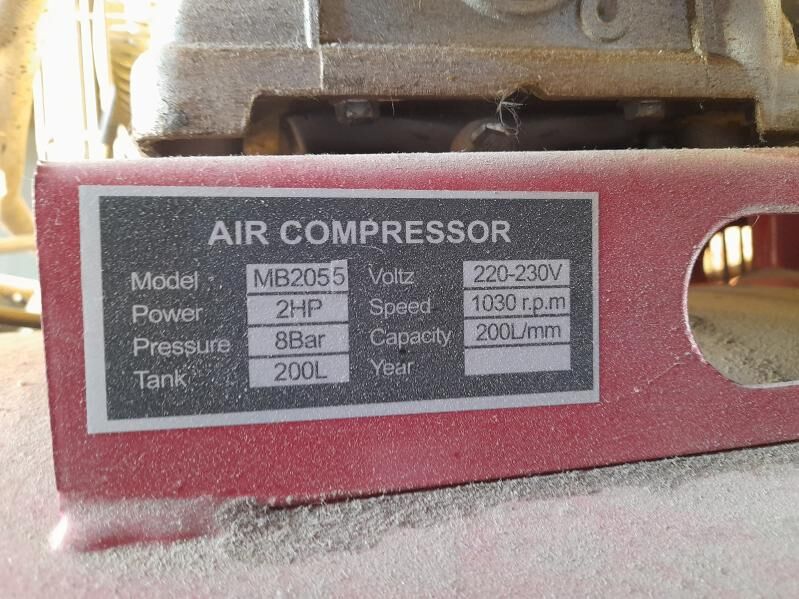 AIR COMPRESSOR
Model MB2055 Voltz 220-230V
Power 2HP Speed 1030 r.p.m
Pressure 8Bar Capacity 200L/mm
Tank 200L Year